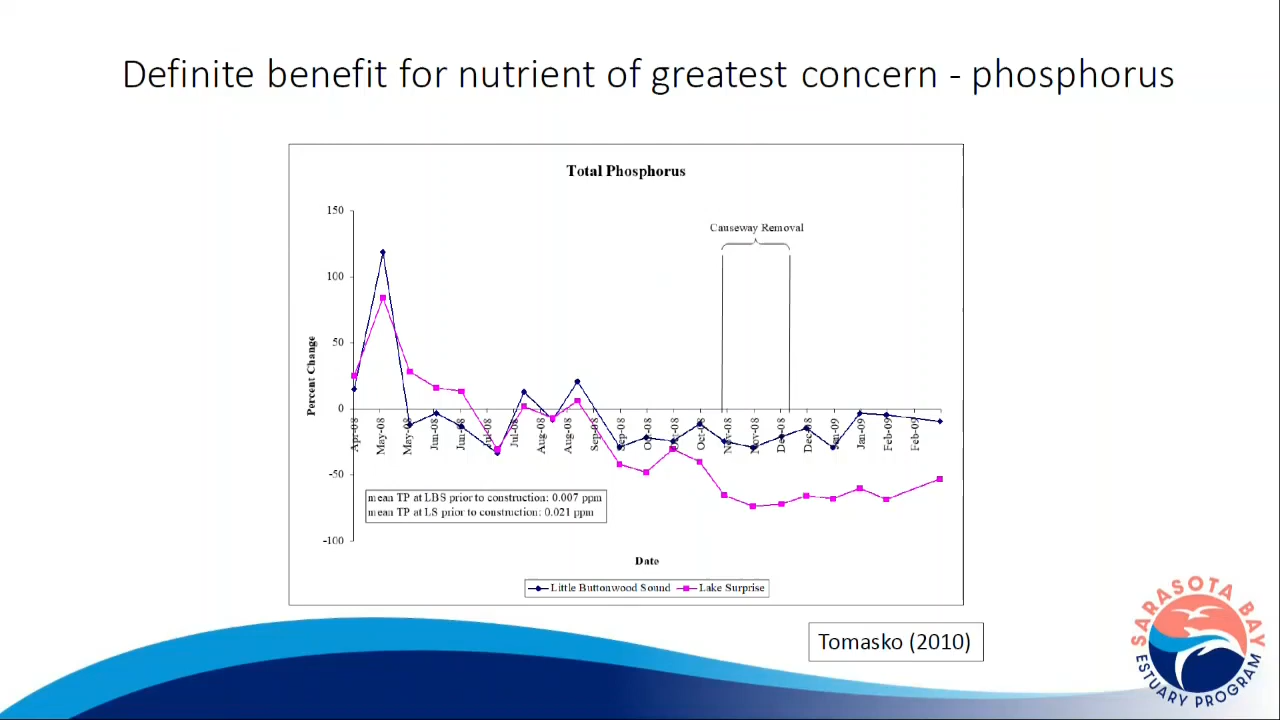 Definite benefit for nutrient of greatest concern - phosphorus
Total Phosphorus
150
100
50
0
-50
-100
Percent Change
Causeway Removal
Apr-08
May-08
May-08
Jun-08
Jun-08
Jul-08
Jul-08
Aug-08
Aug-08
Sep-08
Sep-08
Oct-08
Oct-08
Oct-08
Nov-08
Nov-08
Dec-08
Dec-08
Jan-09
Jan-09
Feb-09
Feb-09
mean TP at LBS prior to construction: 0.007 ppm
mean TP at LS prior to construction: 0.021 ppm
Date
Little Buttonwood Sound
Lake Surprise
Tomasko (2010)
SARASOTA BAY
ESTUARY PROGRAM